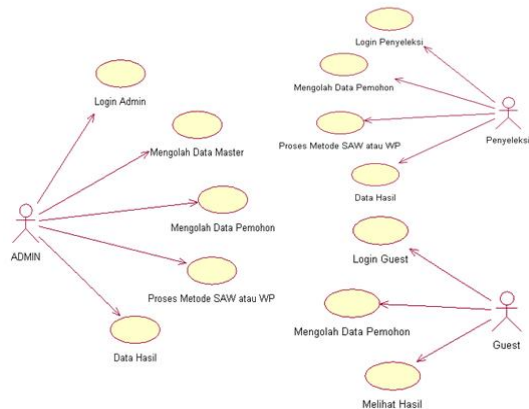 Login Admin
Mengolah Data Master
Mengolah Data Pemohon
ADMIN
Proses Metode SAW atau WP
Data Hasil
Login Penyeleksi
Mengolah Data Pemohon
Penyeleksi
Proses Metode SAW atau WP
Data Hasil
Login Guest
Mengolah Data Pemohon
Guest
Melihat Hasil